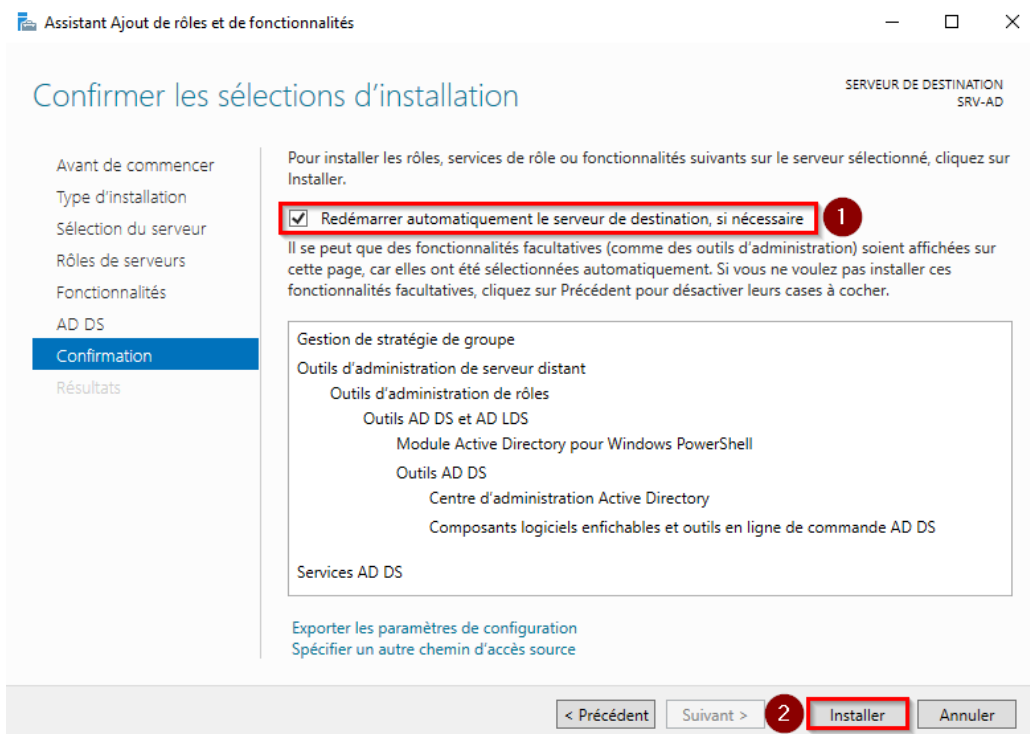 Assistant Ajout de rôles et de fonctionnalités
Confirmer les sélections d'installation
SERVEUR DE DESTINATION
SRV-AD
Avant de commencer
Type d'installation
Sélection du serveur
Rôles de serveurs
Fonctionnalités
AD DS
Confirmation
Résultats
Pour installer les rôles, services de rôle ou fonctionnalités suivants sur le serveur sélectionné, cliquez sur
Installer.
Redémarrer automatiquement le serveur de destination, si nécessaire
1
Il se peut que des fonctionnalités facultatives (comme des outils d'administration) soient affichées sur
cette page, car elles ont été sélectionnées automatiquement. Si vous ne voulez pas installer ces
fonctionnalités facultatives, cliquez sur Précédent pour désactiver leurs cases à cocher.
Gestion de stratégie de groupe
Outils d'administration de serveur distant
Outils d'administration de rôles
Outils AD DS et AD LDS
Module Active Directory pour Windows PowerShell
Outils AD DS
Centre d'administration Active Directory
Composants logiciels enfichables et outils en ligne de commande AD DS
Services AD DS
Exporter les paramètres de configuration
Spécifier un autre chemin d'accès source
< Précédent
Suivant >
2
Installer
Annuler